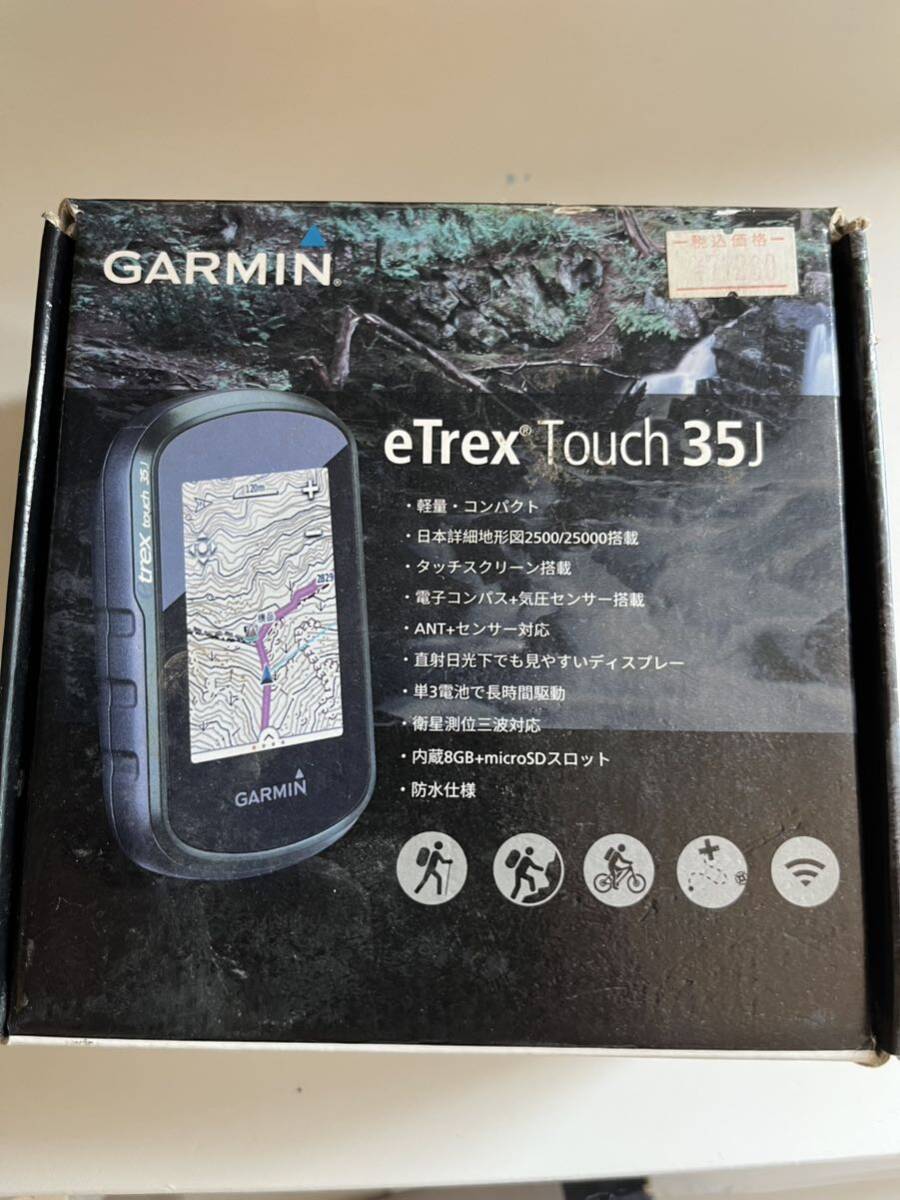 GARMIN
税込価格
eTrex® Touch 35J
・軽量・コンパクト
・日本詳細地形図2500/25000搭載
・タッチスクリーン搭載
・電子コンパス+気圧センサー搭載
・ANT+センサー対応
・直射日光下でも見やすいディスプレー
・単3電池で長時間駆動
・衛星測位三波対応
・内蔵8GB+microSDスロット
・防水仕様
trex touch 35J
120m
2829
GARMIN